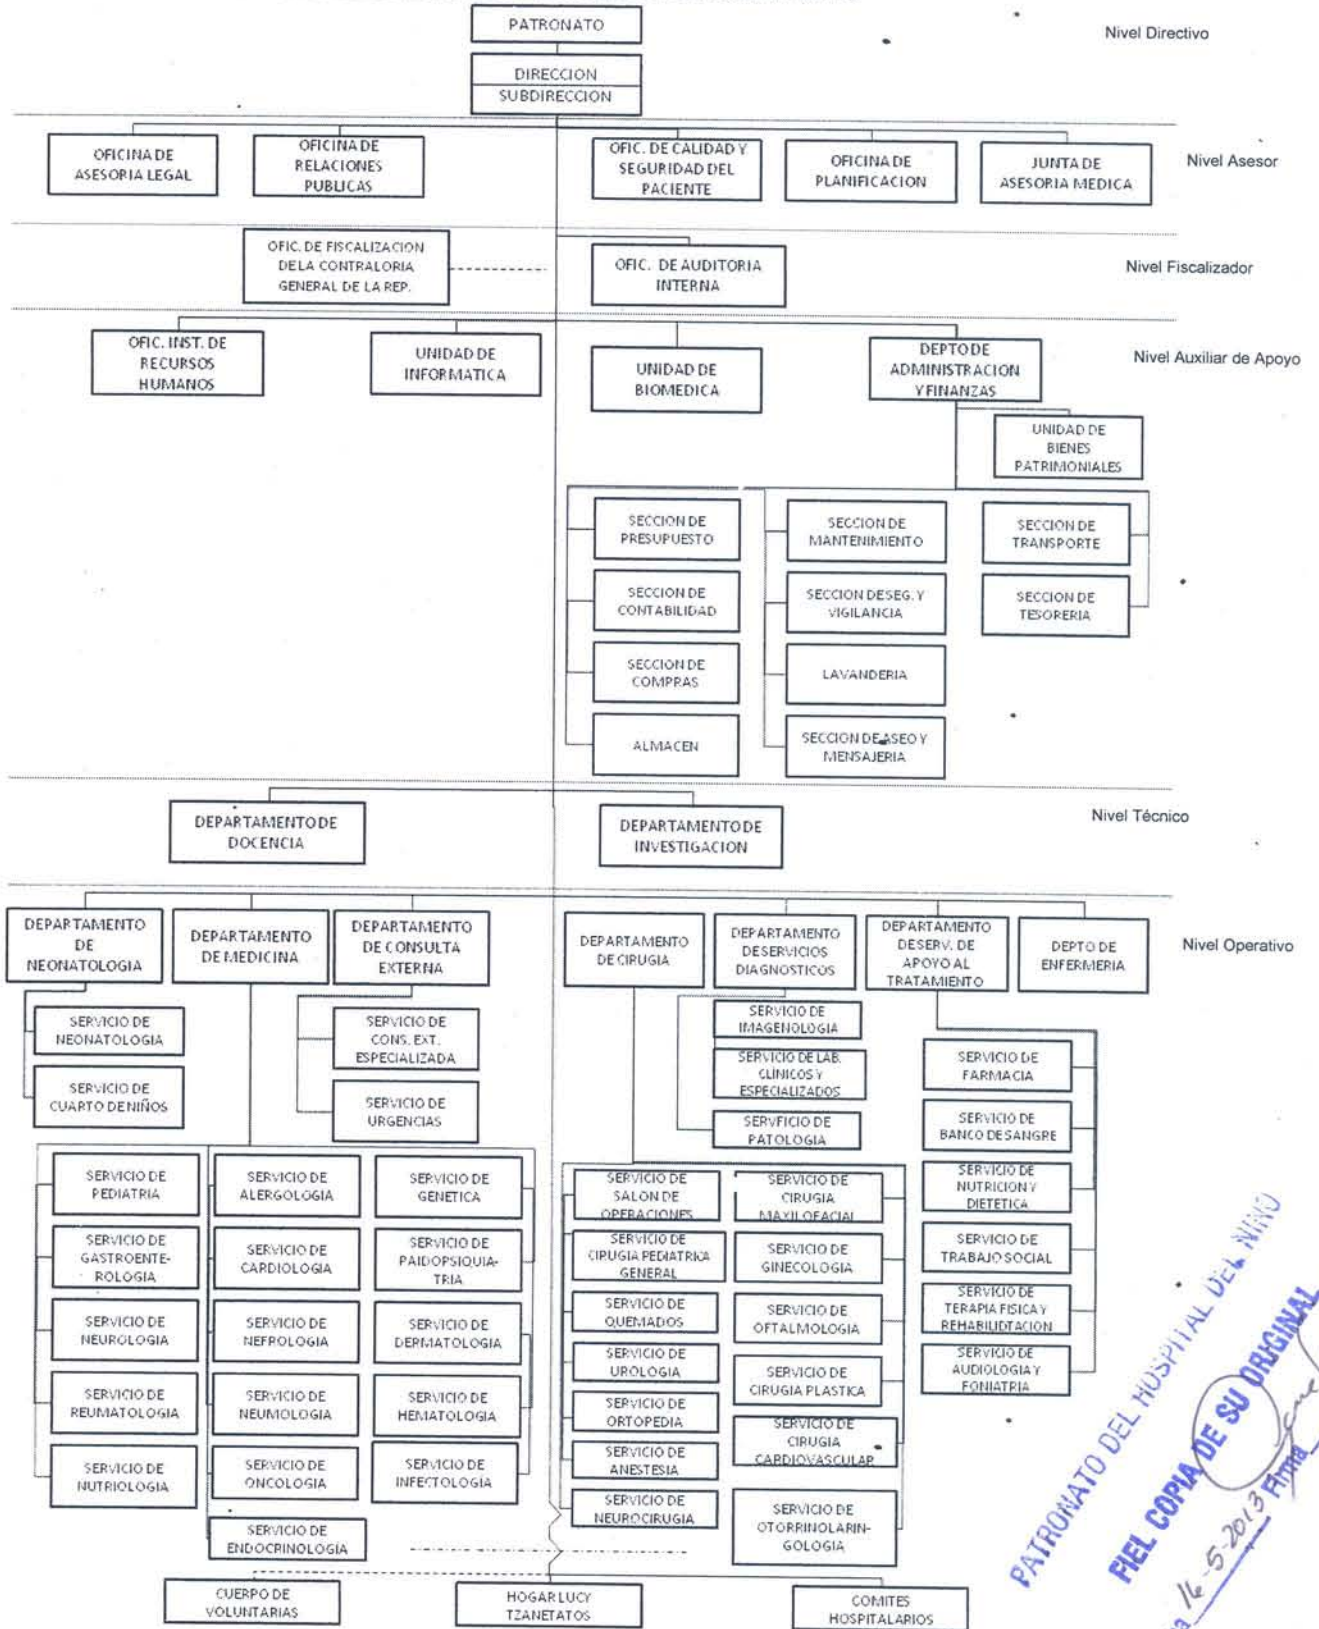 PATRONATO
Nivel Directivo
DIRECCION
SUBDIRECCION
OFICINA DE
ASESORIA LEGAL
OFICINA DE
RELACIONES
PUBLICAS
OFIC. DE CALIDAD Y
SEGURIDAD DEL
PACIENTE
OFICINA DE
PLANIFICACION
JUNTA DE
ASESORIA MEDICA
Nivel Asesor
OFIC. DE FISCALIZACION
DE LA CONTRALORIA
GENERAL DE LA REP.
OFIC. DE AUDITORIA
INTERNA
Nivel Fiscalizador
OFIC. INST. DE
RECURSOS
HUMANOS
UNIDAD DE
INFORMATICA
UNIDAD DE
BIOMEDICA
DEPTO DE
ADMINISTRACION
Y FINANZAS
Nivel Auxiliar de Apoyo
UNIDAD DE
BIENES
PATRIMONIALES
SECCION DE
PRESUPUESTO
SECCION DE
MANTENIMIENTO
SECCION DE
TRANSPORTE
SECCION DE
CONTABILIDAD
SECCION DE SEG. Y
VIGILANCIA
SECCION DE
TESORERIA
SECCION DE
COMPRAS
LAVANDERIA
ALMACEN
SECCION DE ASEO Y
MENSAJERIA
DEPARTAMENTO DE
DOCENCIA
DEPARTAMENTO DE
INVESTIGACION
Nivel Técnico
DEPARTAMENTO
DE
NEONATOLOGIA
DEPARTAMENTO
DE MEDICINA
DEPARTAMENTO
DE CONSULTA
EXTERNA
DEPARTAMENTO
DE CIRUGIA
DEPARTAMENTO
DE SERVICIOS
DIAGNOSTICOS
DEPARTAMENTO
DE SERV. DE
APOYO AL
TRATAMIENTO
DEPTO DE
ENFERMERIA
Nivel Operativo
SERVICIO DE
NEONATOLOGIA
SERVICIO DE
CUARTO DE NIÑOS
SERVICIO DE
CONS. EXT.
ESPECIALIZADA
SERVICIO DE
URGENCIAS
SERVICIO DE
IMAGENOLOGIA
SERVICIO DE LAB.
CLÍNICOS Y
ESPECIALIZADOS
SERVFICIO DE
PATOLOGIA
SERVICIO DE
FARMACIA
SERVICIO DE
BANCO DE SANGRE
SERVICIO DE
NUTRICION Y
DIETETICA
SERVICIO DE
TRABAJO SOCIAL
SERVICIO DE
TERAPIA FISICA Y
REHABILIDTACION
SERVICIO DE
AUDIOLOGIA Y
FONIATRIA
SERVICIO DE
PEDIATRIA
SERVICIO DE
ALERGOLOGIA
SERVICIO DE
GENETICA
SERVICIO DE
GASTROENTE-
ROLOGIA
SERVICIO DE
CARDIOLOGIA
SERVICIO DE
PAIDOPSIQUIA-
TRIA
SERVICIO DE
NEUROLOGIA
SERVICIO DE
NEFROLOGIA
SERVICIO DE
DERMATOLOGIA
SERVICIO DE
REUMATOLOGIA
SERVICIO DE
NEUMOLOGIA
SERVICIO DE
HEMATOLOGIA
SERVICIO DE
NUTRIOLOGIA
SERVICIO DE
ONCOLOGIA
SERVICIO DE
INFECTOLOGÍA
SERVICIO DE
ENDOCRINOLOGIA
SERVICIO DE
SALON DE
OPERACIONES
SERVICIO DE
CIRUGIA
MAXILOFACIAL
SERVICIO DE
CIRUGIA PEDIATRICA
GENERAL
SERVICIO DE
GINECOLOGIA
SERVICIO DE
QUEMADOS
SERVICIO DE
OFTALMOLOGIA
SERVICIO DE
UROLOGIA
SERVICIO DE
CIRUGIA PLASTICA
SERVICIO DE
ORTOPEDIA
SERVICIO DE
CIRUGIA
CARDIOVASCULAR
SERVICIO DE
ANESTESIA
SERVICIO DE
NEUROCIRUGIA
SERVICIO DE
OTORRINOLARIN-
GOLOGIA
CUERPO DE
VOLUNTARIAS
HOGAR LUCY
TZANETATOS
COMITES
HOSPITALARIOS
PATRONATO DEL HOSPITAL DEL NIÑO
FIEL COPIA DE SU ORIGINAL
16-5-2013 Firma